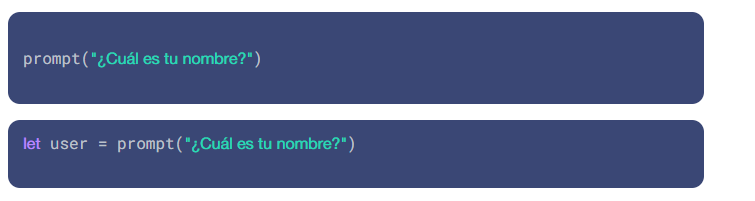 prompt("¿Cuál es tu nombre?")
let user = prompt("¿Cuál es tu nombre?")